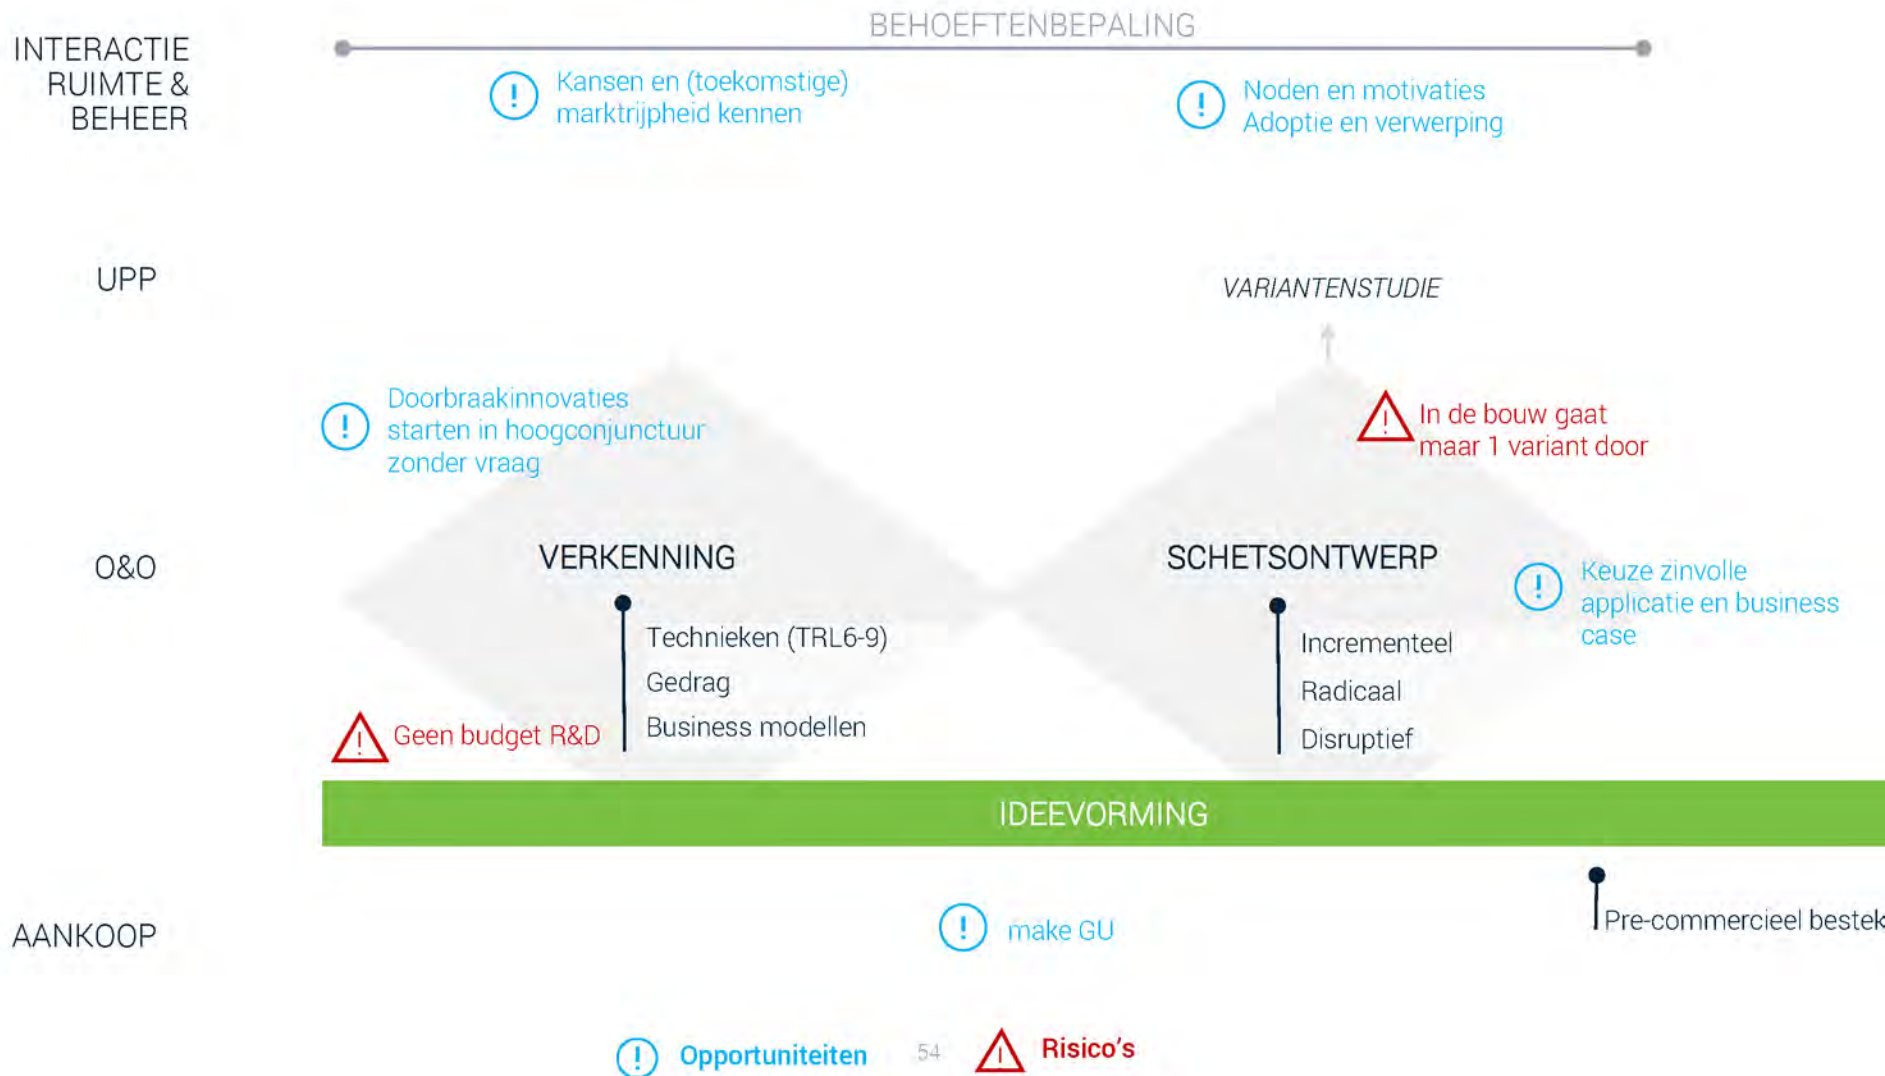 BEHOEFTENBEPALING
INTERACTIE
RUIMTE &
BEHEER
Kansen en (toekomstige)
marktrijpheid kennen
Noden en motivaties
Adoptie en verwerping
UPP
VARIANTENSTUDIE
Doorbraakinnovaties
starten in hoogconjunctuur
zonder vraag
In de bouw gaat
maar 1 variant door
O&O
VERKENNING
Technieken (TRL6-9)
Gedrag
Business modellen
SCHETSONTWERP
Incrementeel
Radicaal
Disruptief
Keuze zinvolle
applicatie en business
case
Geen budget R&D
IDEEVORMING
AANKOOP
make GU
Pre-commercieel bestek
Opportuniteiten
54
Risico's